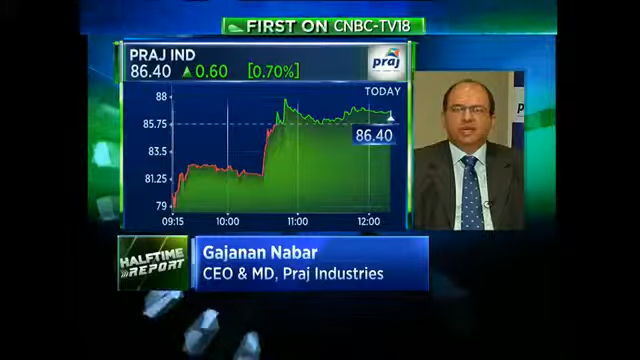 FIRST ON CNBC-TV18
PRAJ IND
86.40 ▲ 0.60 [0.70%]
praj
TODAY
88
85.75
83.5
81.25
79
86.40
09:15 10:00 11:00 12:00
HALFTIME
REPORT
Gajanan Nabar
CEO & MD, Praj Industries